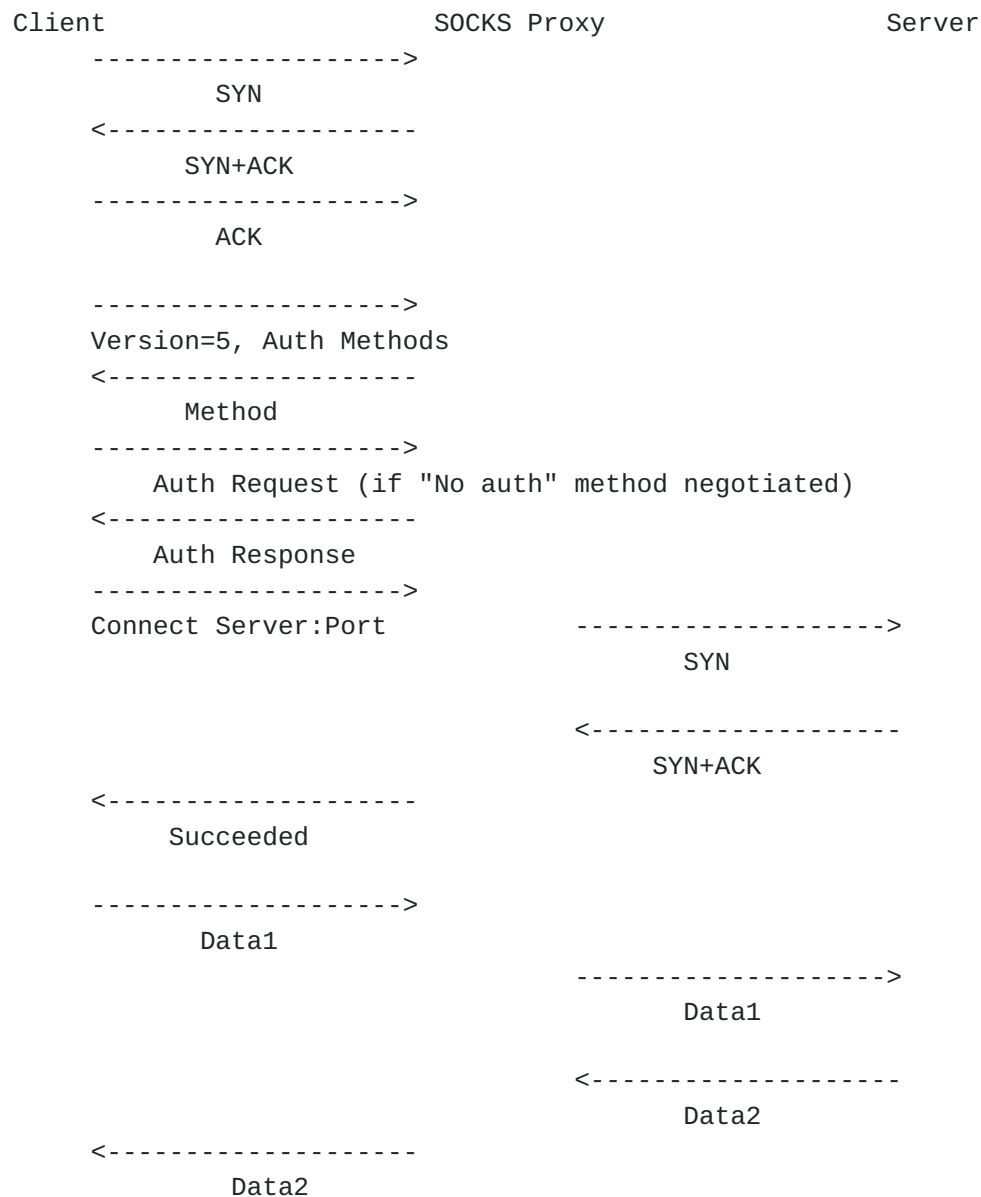 Client SOCKS Proxy Server
-------------------->
SYN
<--------------------
SYN+ACK
-------------------->
ACK
-------------------->
Version=5, Auth Methods
<--------------------
Method
-------------------->
Auth Request (if "No auth" method negotiated)
<--------------------
Auth Response
-------------------->
Connect Server:Port -------------------->
SYN
<--------------------
SYN+ACK
<--------------------
Succeeded
-------------------->
Data1
-------------------->
Data1
<--------------------
Data2
<--------------------
Data2